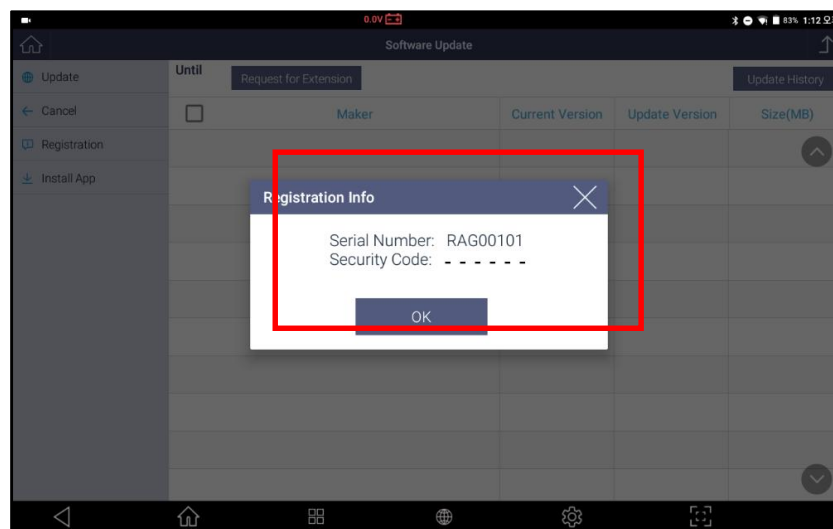 0.0V
83% 1:12 오
Software Update
Update
Cancel
Registration
Install App
Until
Request for Extension
Update History
Maker
Current Version
Update Version
Size(MB)
Registration Info
Serial Number: RAG00101
Security Code: - - - - - -
OK